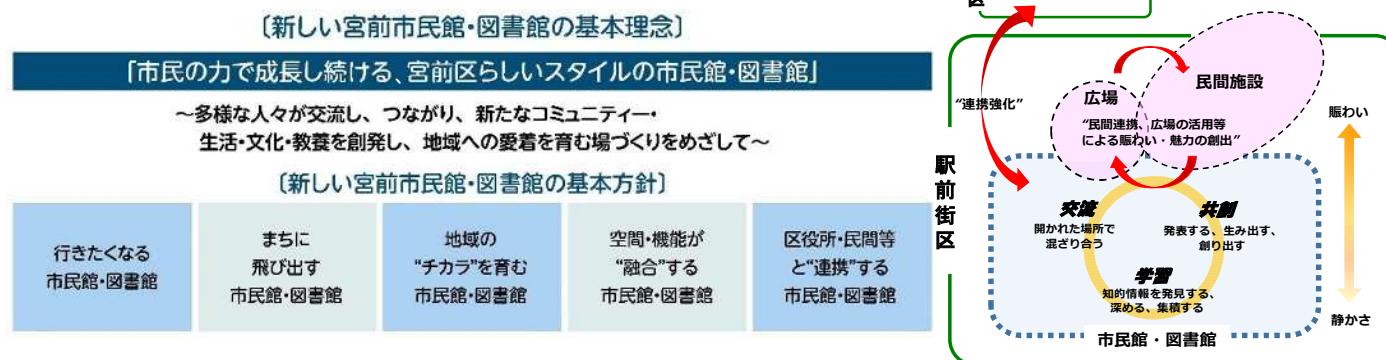 〔新しい宮前市民館・図書館の基本理念〕
「市民の力で成長し続ける、宮前区らしいスタイルの市民館・図書館」
～多様な人々が交流し、つながり、新たなコミュニティー・
生活・文化・教養を創発し、地域への愛着を育む場づくりをめざして～
〔新しい宮前市民館・図書館の基本方針〕
行きたくなる
市民館・図書館
まちに
飛び出す
市民館・図書館
地域の
“チカラ”を育む
市民館・図書館
空間・機能が
“融合”する
市民館・図書館
区役所・民間等
と“連携”する
市民館・図書館
区
駅前街区
“連携強化”
広場
民間施設
“民間連携、広場の活用等
による賑わい・魅力の創出”
交流
開かれた場所で
混ざり合う
共創
発表する、生み出す、
創り出す
学習
知的情報を発見する、
深める、集積する
市民館・図書館
賑わい
静かさ